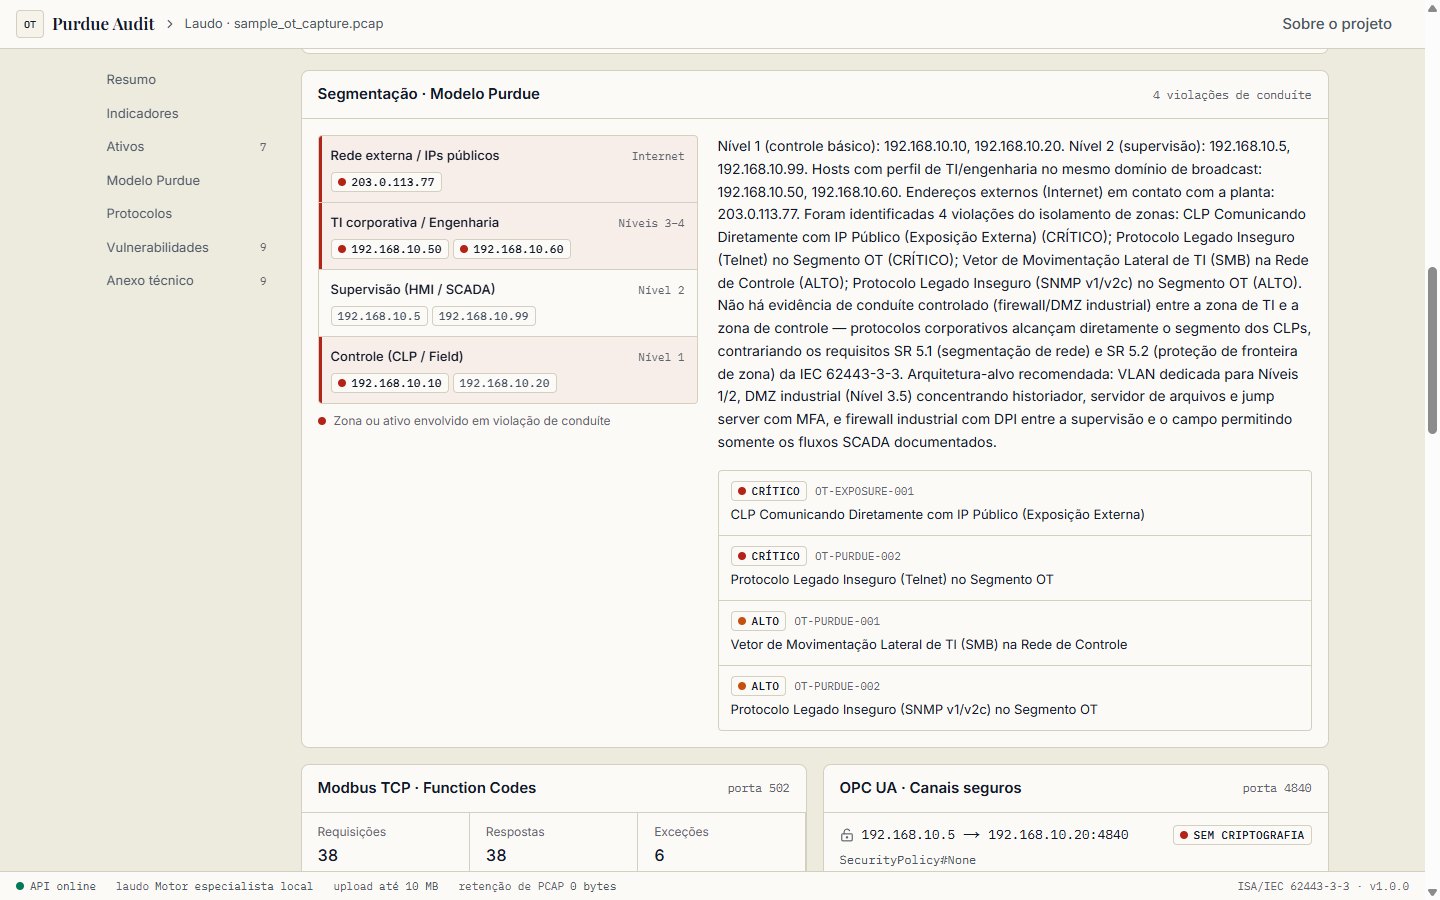 OT Purdue Audit > Laudo · sample_ot_capture.pcap
Sobre o projeto
Resumo
Indicadores
Ativos 7
Modelo Purdue
Protocolos
Vulnerabilidades 9
Anexo técnico 9
Segmentação · Modelo Purdue
4 violações de conduíte
Rede externa / IPs públicos
Internet
203.0.113.77
TI corporativa / Engenharia
Níveis 3–4
192.168.10.50 192.168.10.60
Supervisão (HMI / SCADA)
Nível 2
192.168.10.5 192.168.10.99
Controle (CLP / Field)
Nível 1
192.168.10.10 192.168.10.20
Zona ou ativo envolvido em violação de conduíte
Nível 1 (controle básico): 192.168.10.10, 192.168.10.20. Nível 2 (supervisão): 192.168.10.5,
192.168.10.99. Hosts com perfil de TI/engenharia no mesmo domínio de broadcast:
192.168.10.50, 192.168.10.60. Endereços externos (Internet) em contato com a planta:
203.0.113.77. Foram identificadas 4 violações do isolamento de zonas: CLP Comunicando
Diretamente com IP Público (Exposição Externa) (CRÍTICO); Protocolo Legado Inseguro
(Telnet) no Segmento OT (CRÍTICO); Vetor de Movimentação Lateral de TI (SMB) na Rede
de Controle (ALTO); Protocolo Legado Inseguro (SNMP v1/v2c) no Segmento OT (ALTO).
Não há evidência de conduíte controlado (firewall/DMZ industrial) entre a zona de TI e a
zona de controle — protocolos corporativos alcançam diretamente o segmento dos CLPs,
contrariando os requisitos SR 5.1 (segmentação de rede) e SR 5.2 (proteção de fronteira
de zona) da IEC 62443-3-3. Arquitetura-alvo recomendada: VLAN dedicada para Níveis
1/2, DMZ industrial (Nível 3.5) concentrando historiador, servidor de arquivos e jump
server com MFA, e firewall industrial com DPI entre a supervisão e o campo permitindo
somente os fluxos SCADA documentados.
CRÍTICO OT-EXPOSURE-001
CLP Comunicando Diretamente com IP Público (Exposição Externa)
CRÍTICO OT-PURDUE-002
Protocolo Legado Inseguro (Telnet) no Segmento OT
ALTO OT-PURDUE-001
Vetor de Movimentação Lateral de TI (SMB) na Rede de Controle
ALTO OT-PURDUE-002
Protocolo Legado Inseguro (SNMP v1/v2c) no Segmento OT
Modbus TCP · Function Codes
porta 502
Requisições Respostas Exceções
38 38 6
OPC UA · Canais seguros
porta 4840
192.168.10.5 → 192.168.10.20:4840
SEM CRIPTOGRAFIA
SecurityPolicy#None
API online laudo Motor especialista local upload até 10 MB retenção de PCAP 0 bytes
ISA/IEC 62443-3-3 · v1.0.0